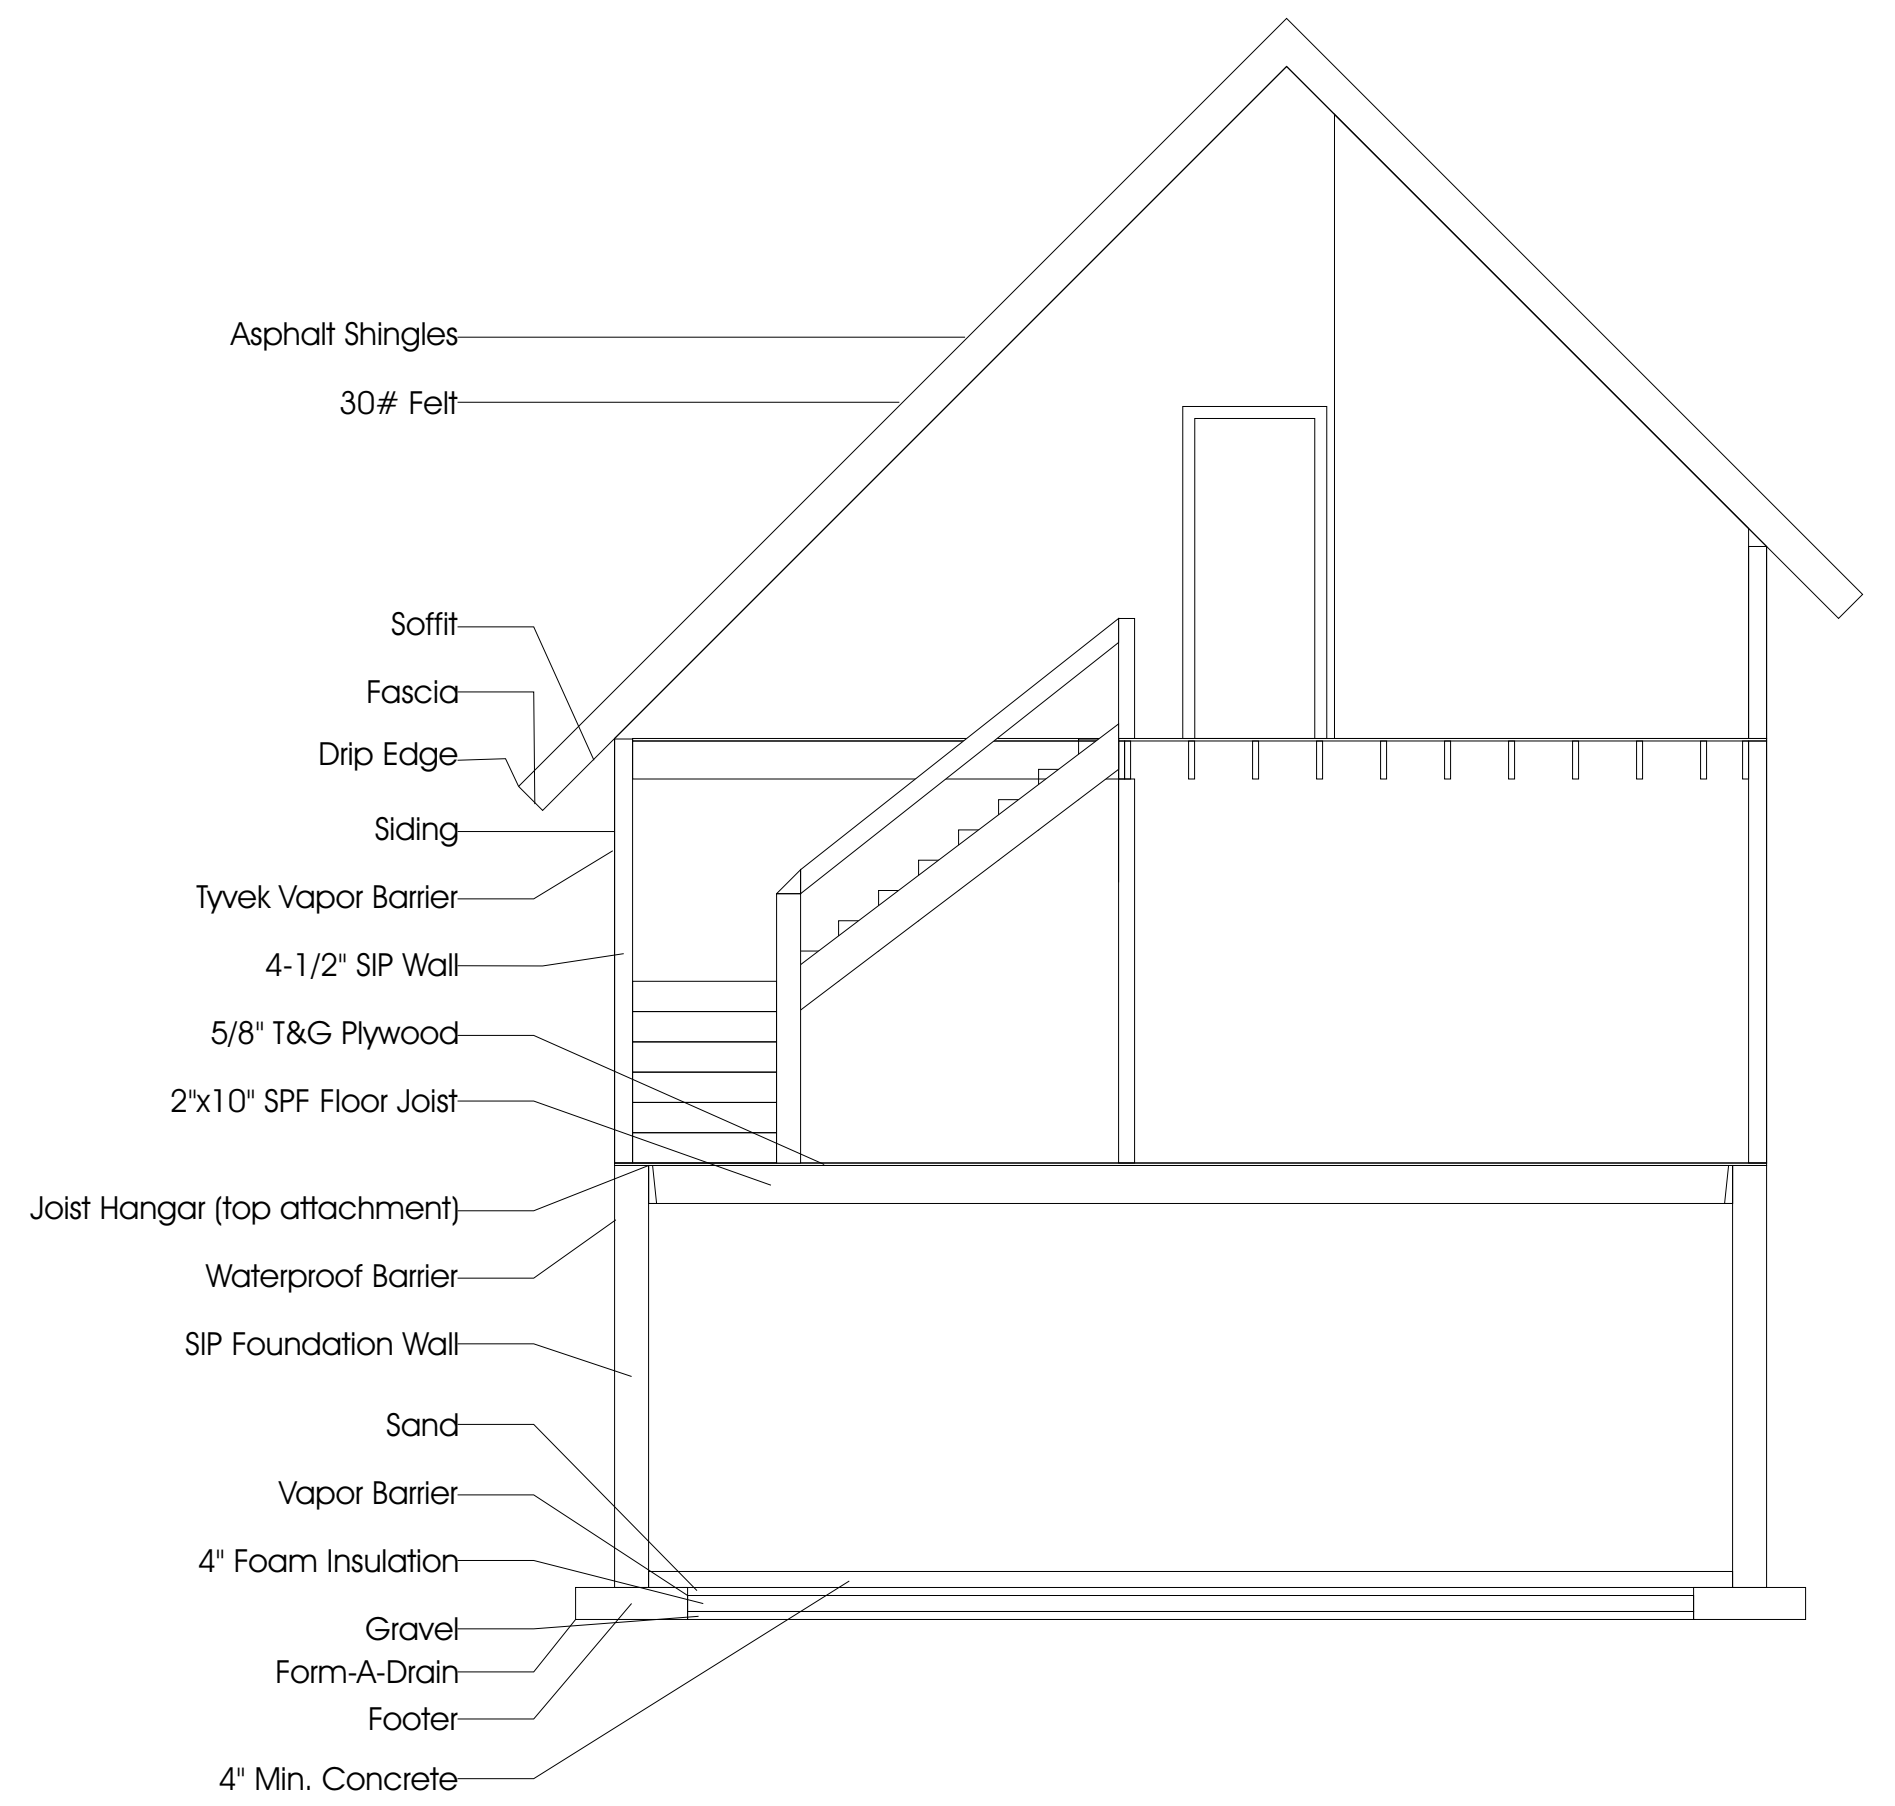 Asphalt Shingles
30# Felt
Soffit
Fascia
Drip Edge
Siding
Tyvek Vapor Barrier
4-1/2" SIP Wall
5/8" T&G Plywood
2"x10" SPF Floor Joist
Joist Hangar (top attachment)
Waterproof Barrier
SIP Foundation Wall
Sand
Vapor Barrier
4" Foam Insulation
Gravel
Form-A-Drain
Footer
4" Min. Concrete